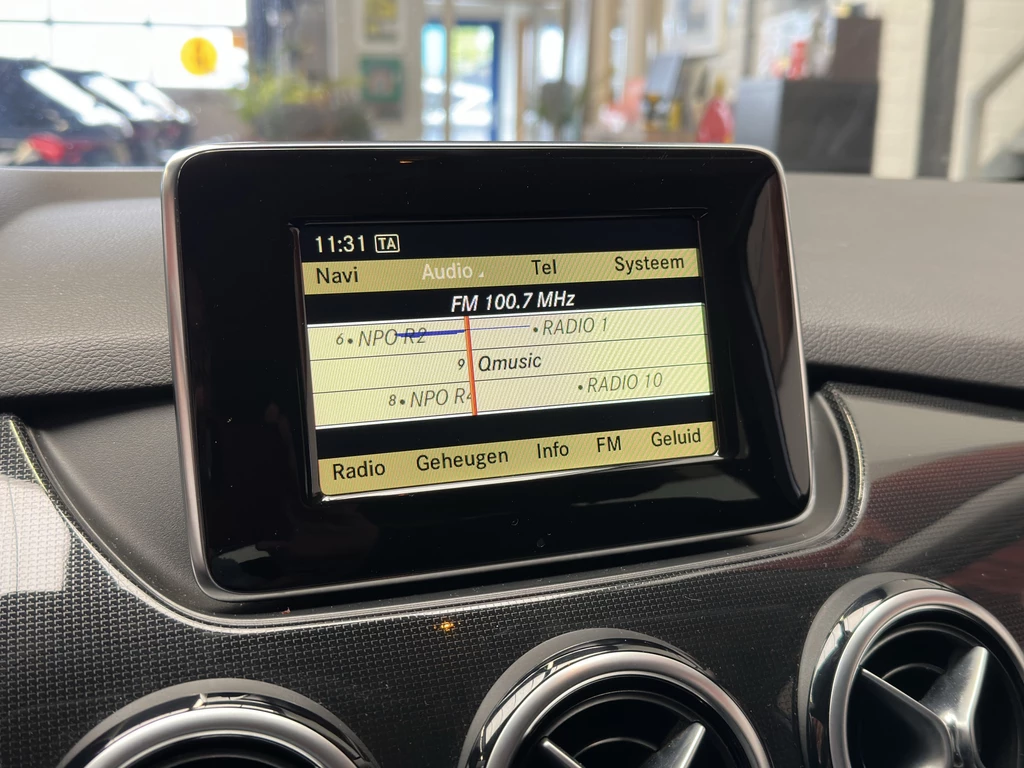 11:31 TA
Navi Audio Tel Systeem
FM 100.7 MHz
6 • NPO R2 • RADIO 1
9 Qmusic
8 • NPO R4 • RADIO 10
Radio Geheugen Info FM Geluid